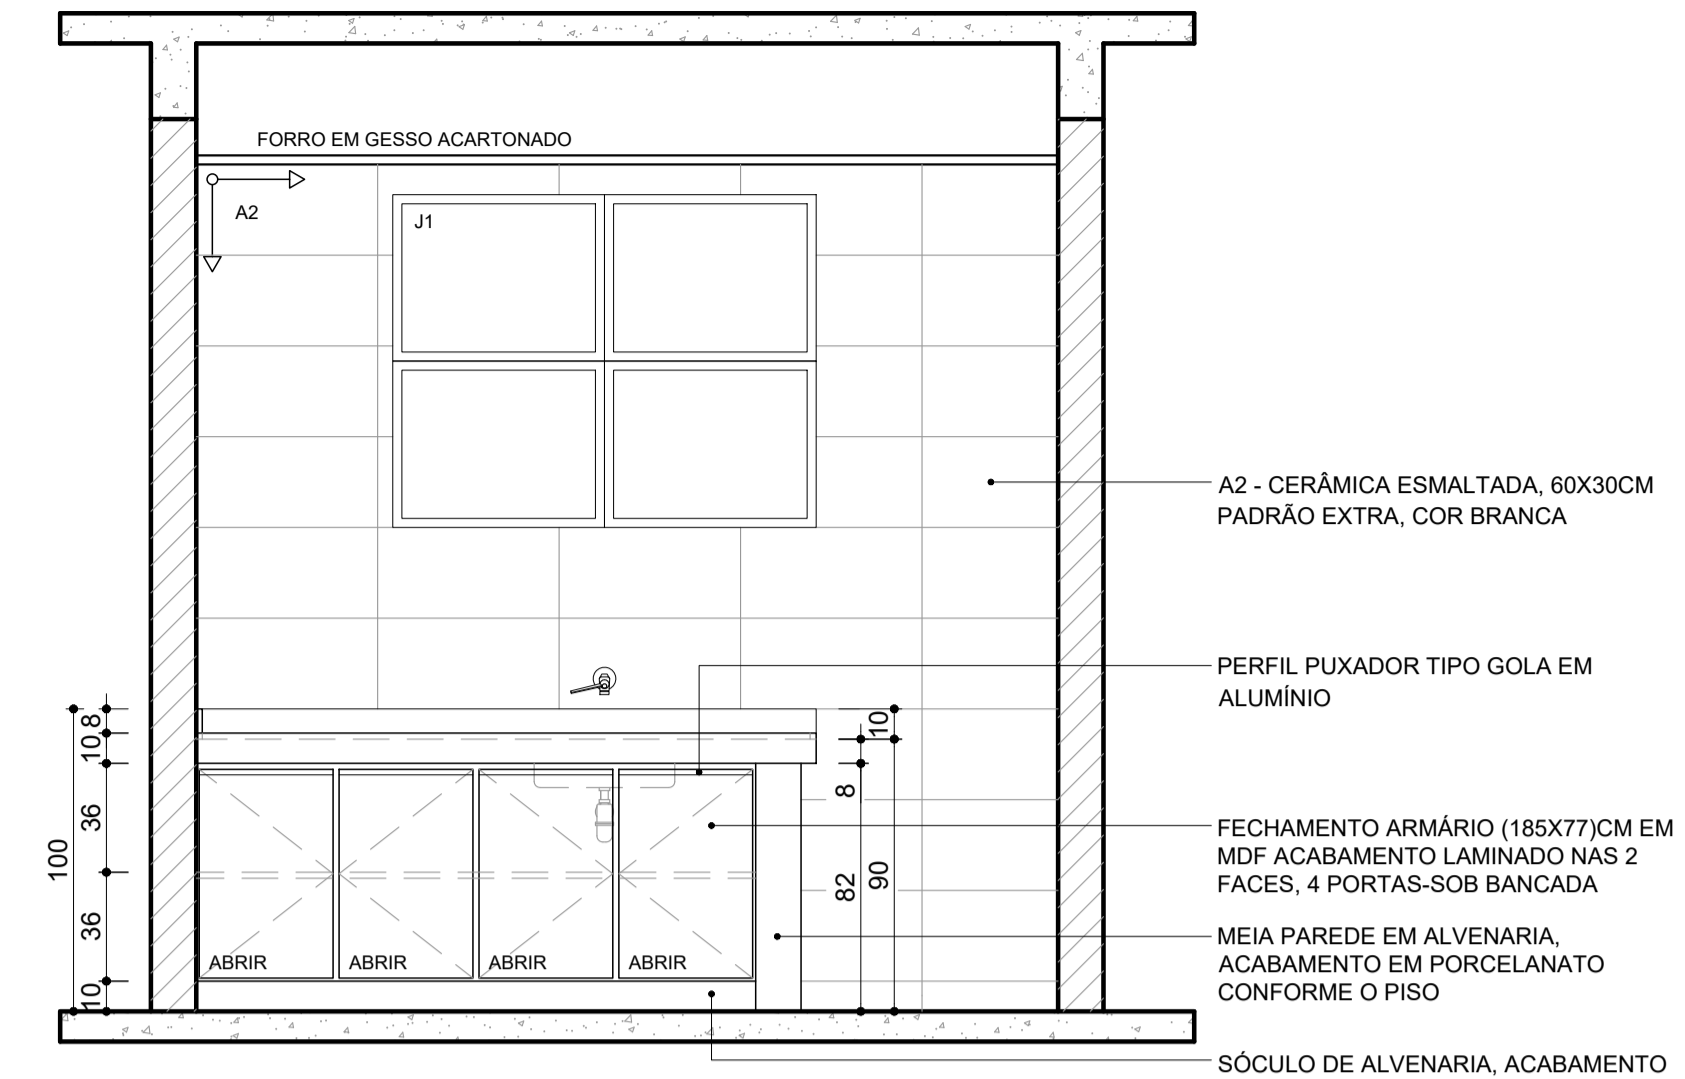 FORRO EM GESSO ACARTONADO
A2
J1
A2 - CERÂMICA ESMALTADA, 60X30CM
PADRÃO EXTRA, COR BRANCA
PERFIL PUXADOR TIPO GOLA EM
ALUMÍNIO
8
10
36
36
10
100
10
8
82
90
FECHAMENTO ARMÁRIO (185X77)CM EM
MDF ACABAMENTO LAMINADO NAS 2
FACES, 4 PORTAS-SOB BANCADA
ABRIR
ABRIR
ABRIR
ABRIR
MEIA PAREDE EM ALVENARIA,
ACABAMENTO EM PORCELANATO
CONFORME O PISO
SÓCULO DE ALVENARIA, ACABAMENTO